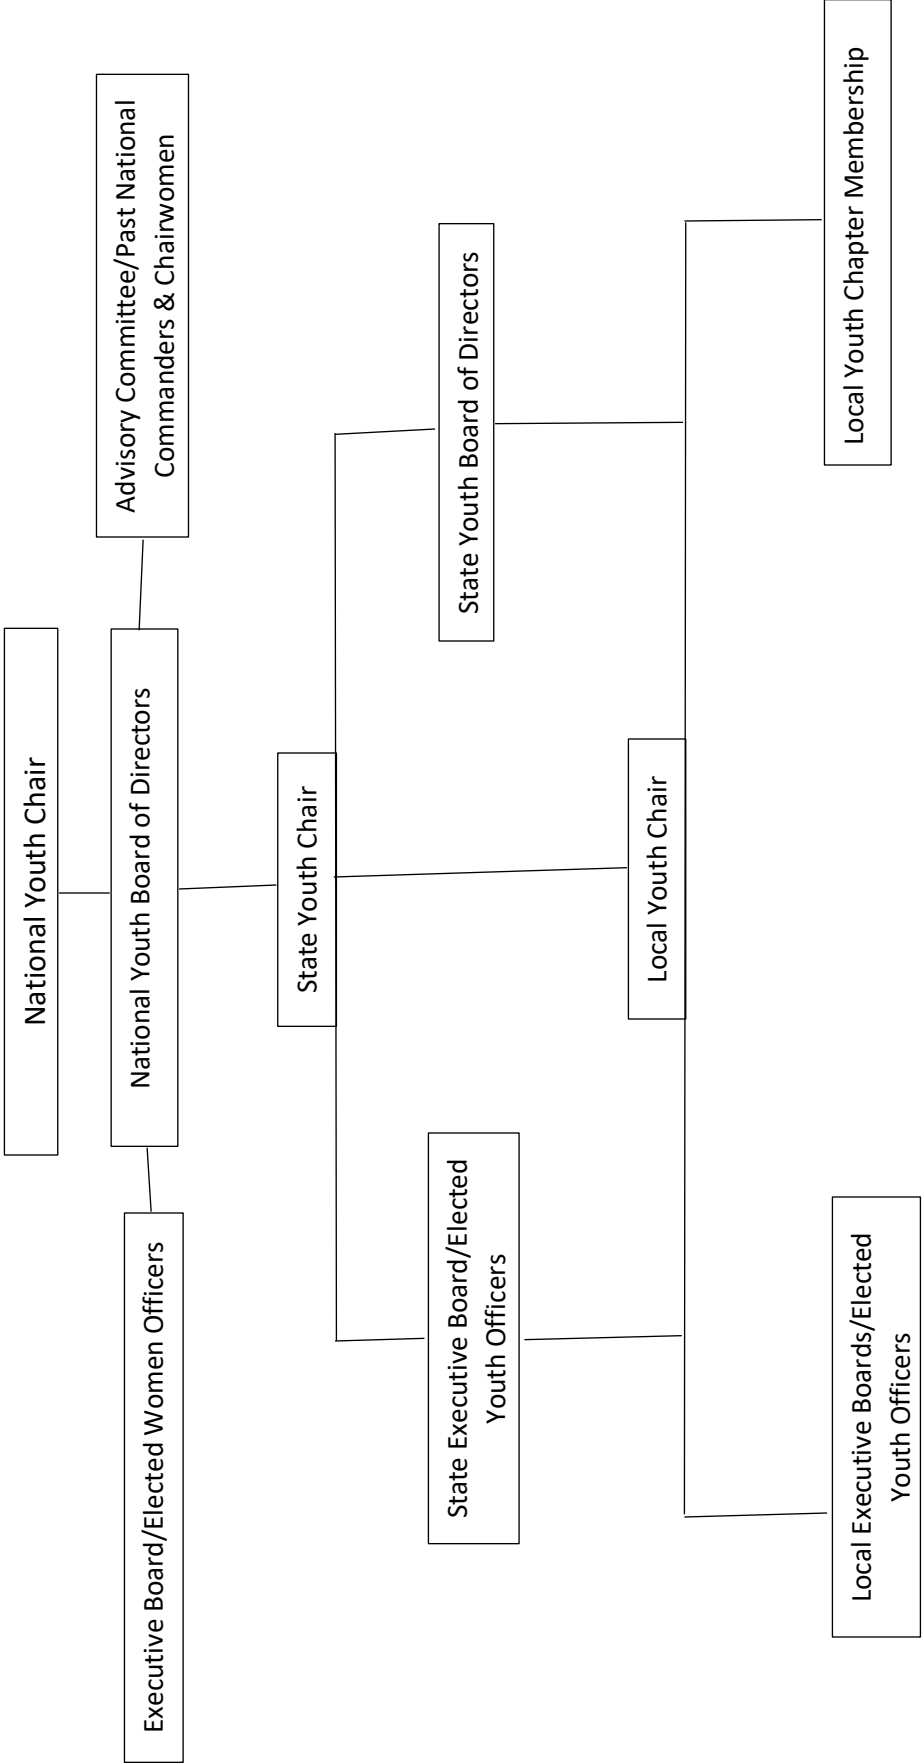 National Youth Chair
Executive Board/Elected Women Officers
National Youth Board of Directors
Advisory Committee/Past National
Commanders & Chairwomen
State Youth Chair
State Executive Board/Elected
Youth Officers
State Youth Board of Directors
Local Youth Chair
Local Executive Boards/Elected
Youth Officers
Local Youth Chapter Membership